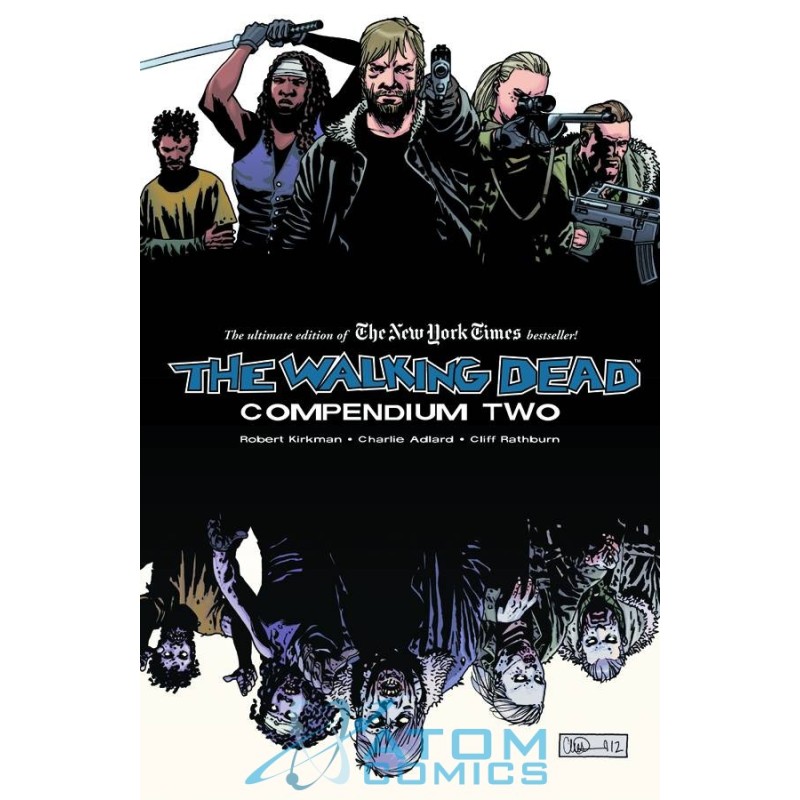 The ultimate edition of The New York Times bestseller!
THE WALKING DEAD™
COMPENDIUM TWO
Robert Kirkman • Charlie Adlard • Cliff Rathburn
ATOM
COMICS